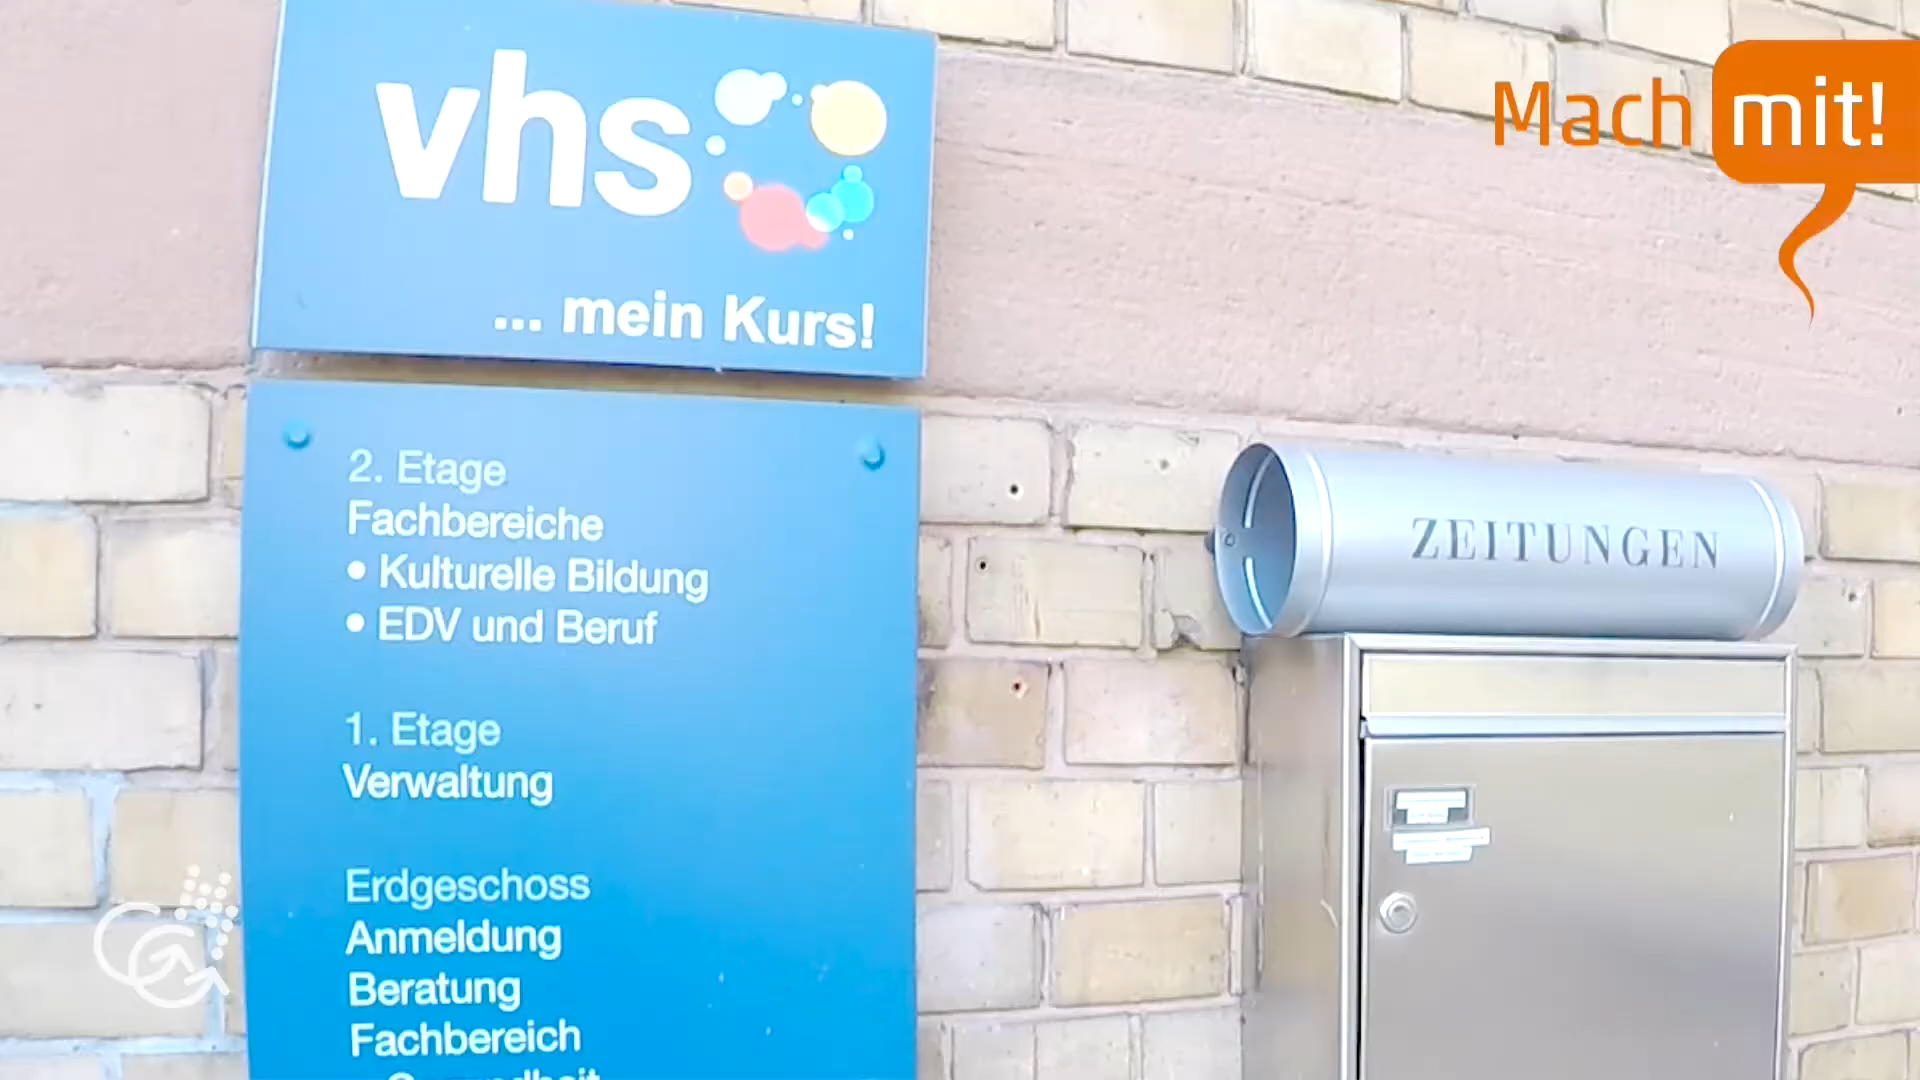 vhs
... mein Kurs!
2. Etage
Fachbereiche
• Kulturelle Bildung
• EDV und Beruf
1. Etage
Verwaltung
Erdgeschoss
Anmeldung
Beratung
Fachbereich
Mach mit!
ZEITUNGEN